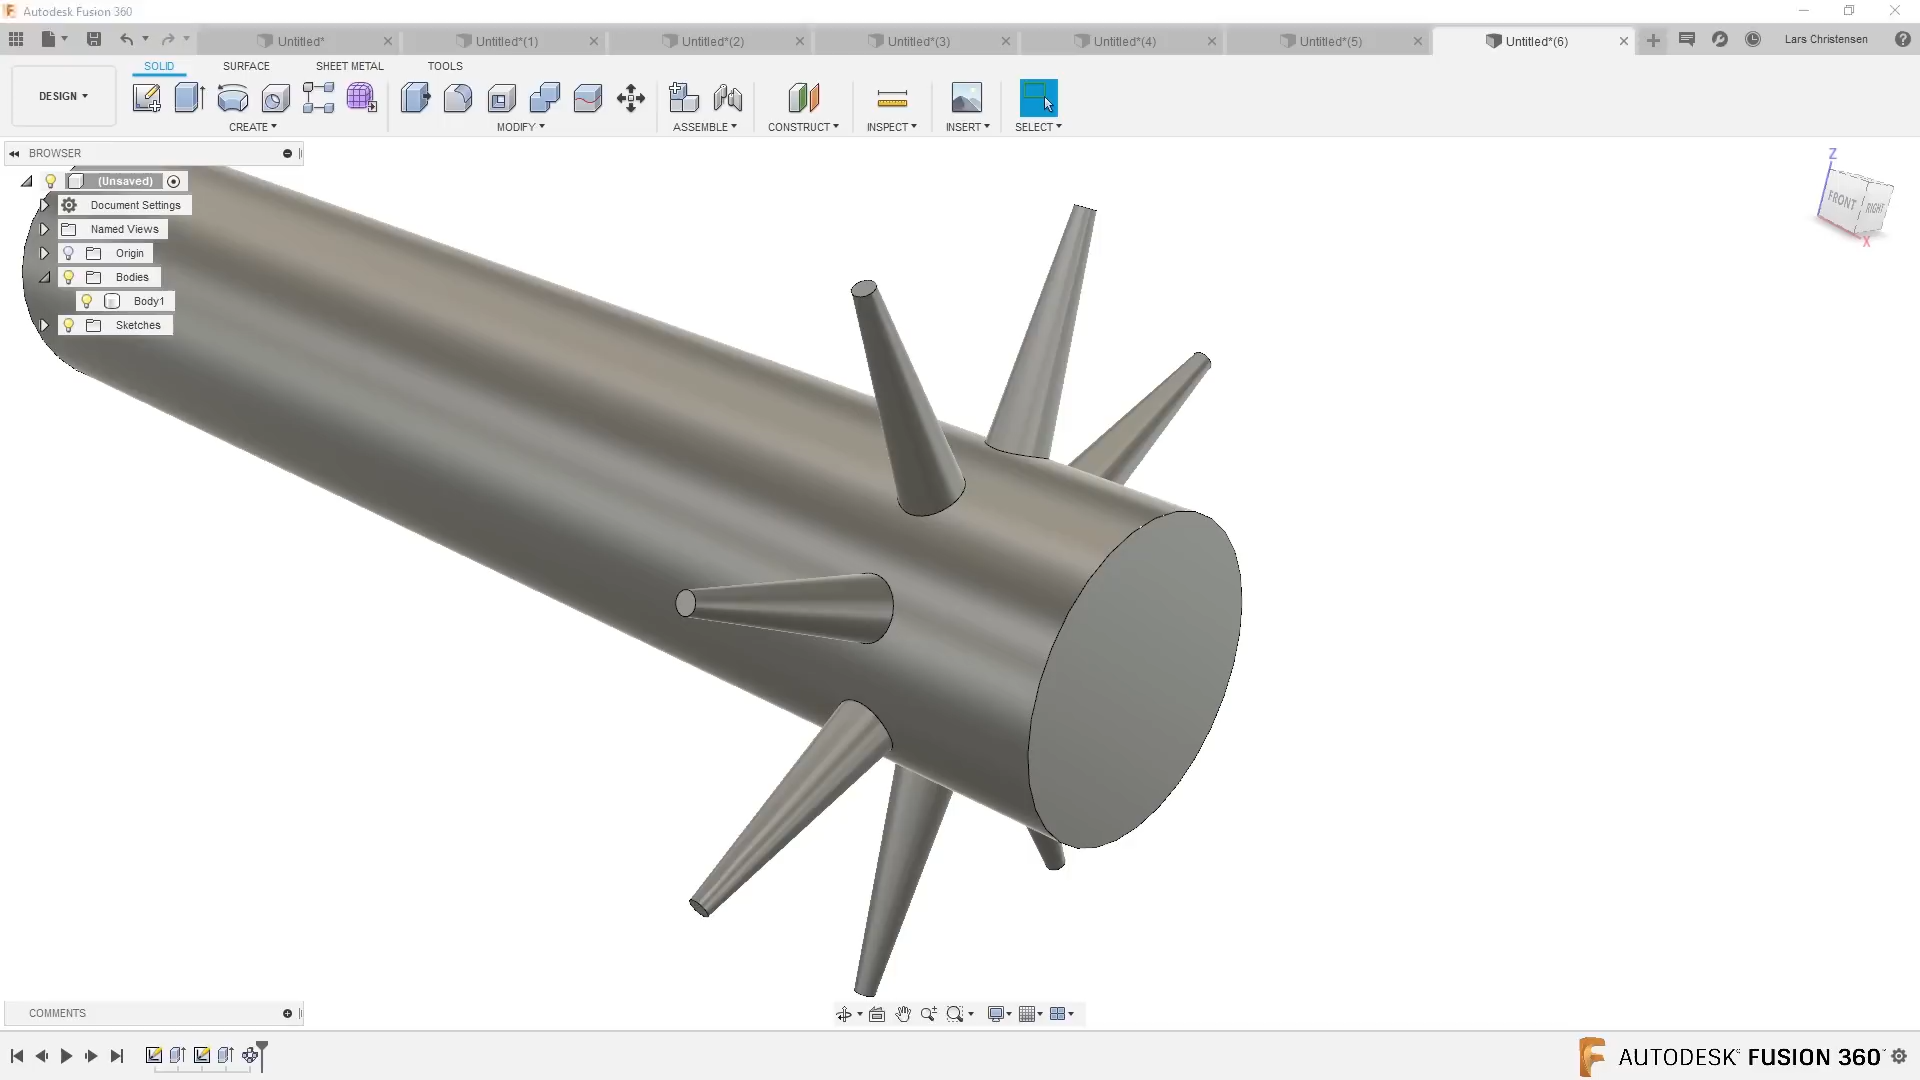 Autodesk Fusion 360
Untitled*
Untitled*(1)
Untitled*(2)
Untitled*(3)
Untitled*(4)
Untitled*(5)
Untitled*(6)
Lars Christensen
DESIGN
SOLID
SURFACE
SHEET METAL
TOOLS
CREATE
MODIFY
ASSEMBLE
CONSTRUCT
INSPECT
INSERT
SELECT
BROWSER
(Unsaved)
Document Settings
Named Views
Origin
Bodies
Body1
Sketches
Z
FRONT
RIGHT
X
COMMENTS
AUTODESK® FUSION 360™